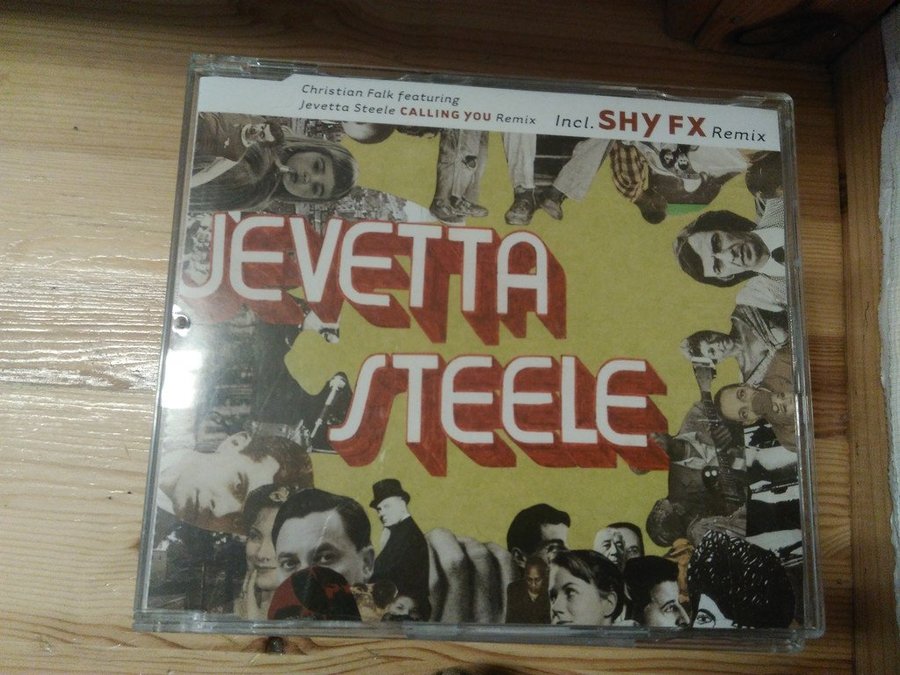 Christian Falk featuring
Jevetta Steele CALLING YOU Remix Incl. SHY FX Remix
JEVETTA
STEELE